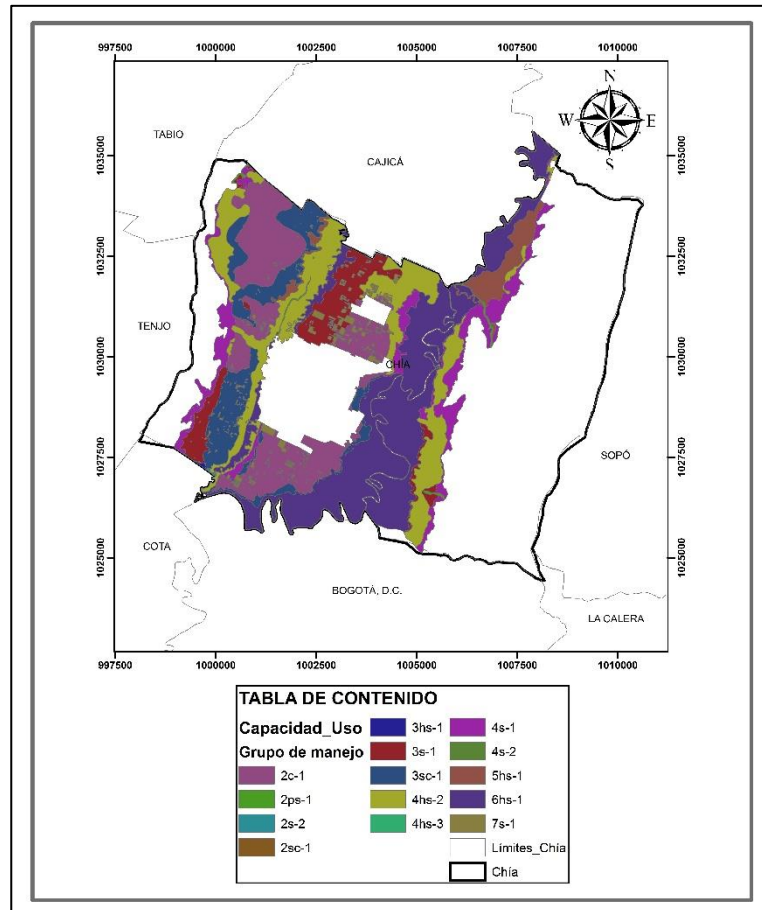 997500 1000000 1002500 1005000 1007500 1010000
N
W E
S
TABIO
CAJICÁ
1035000 1035000
1032500 1032500
TENJO
1030000 1030000
CHÍA
1027500 1027500
SOPÓ
COTA
1025000 1025000
BOGOTÁ, D.C.
LA CALERA
997500 1000000 1002500 1005000 1007500 1010000
TABLA DE CONTENIDO
Capacidad_Uso
Grupo de manejo
2c-1
2ps-1
2s-2
2sc-1
3hs-1
3s-1
3sc-1
4hs-2
4hs-3
4s-1
4s-2
5hs-1
6hs-1
7s-1
Limites_Chía
Chía